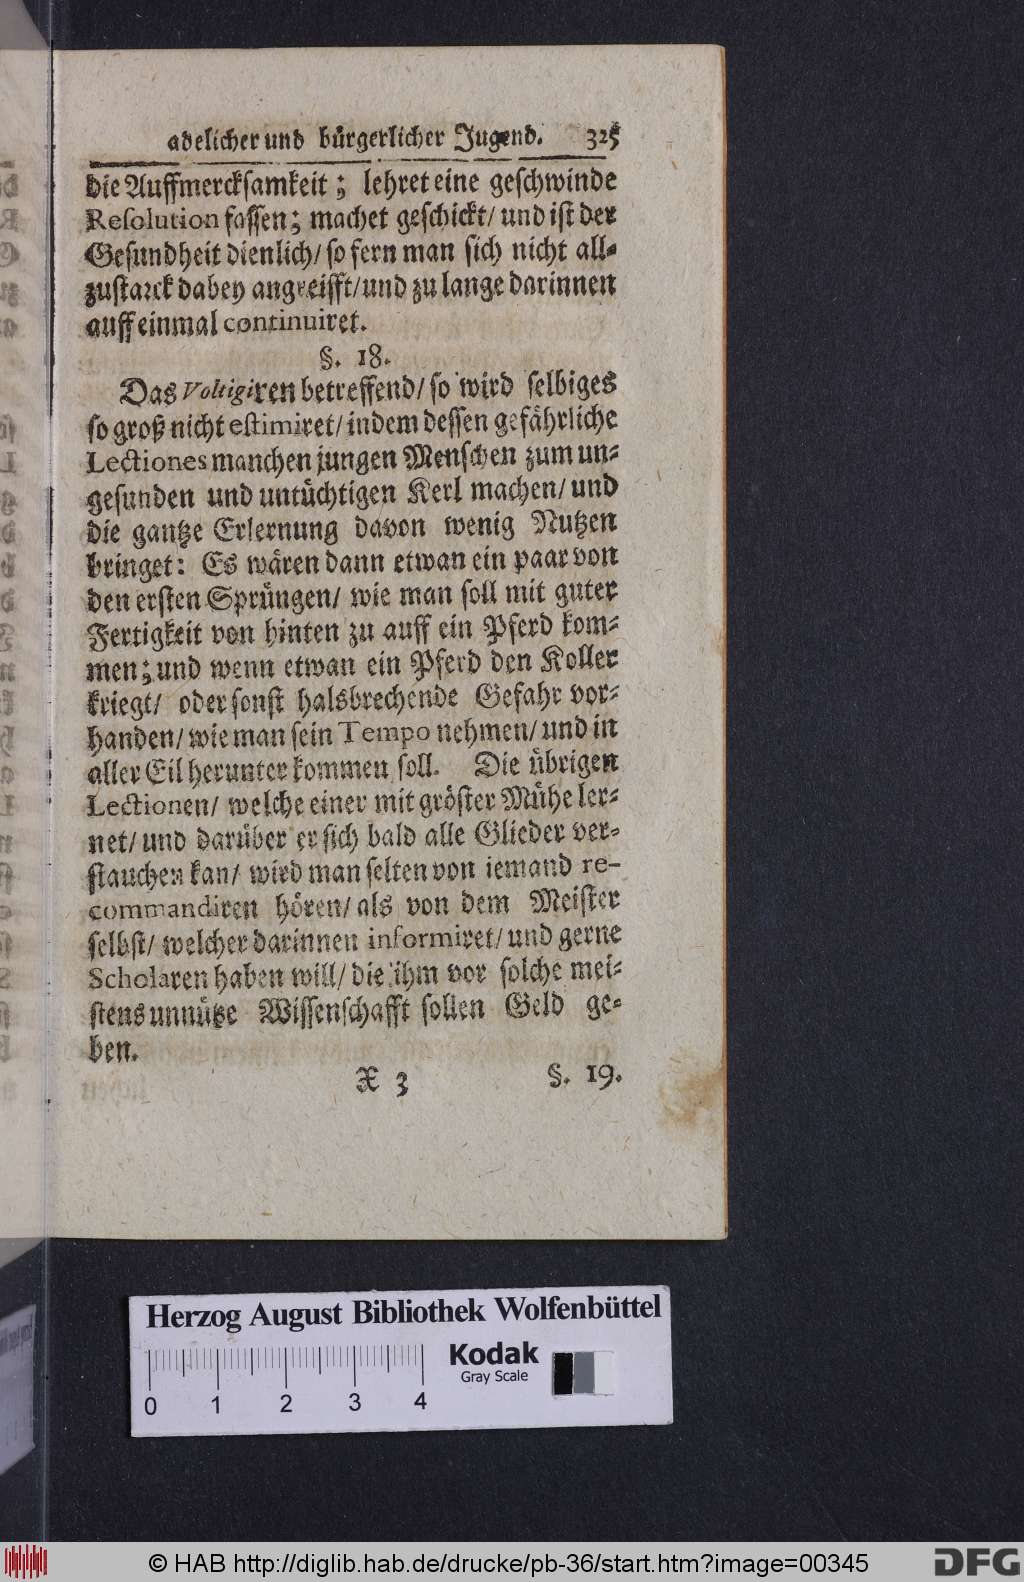 adelicher und bürgerlicher Jugend. 325
die Auffmercksamkeit; lehret eine geschwinde
Resolution fassen; machet geschickt/ und ist der
Gesundheit dienlich/ so fern man sich nicht all-
zustarck dabey angreifft/ und zu lange darinnen
auff einmal continuiret.
§. 18.
Das Voltigiren betreffend/ so wird selbiges
so groß nicht estimiret/ indem dessen gefährliche
Lectiones manchen jungen Menschen zum un-
gesunden und untüchtigen Kerl machen/ und
die gantze Erlernung davon wenig Nutzen
bringet: Es wären dann etwan ein paar von
den ersten Sprüngen/ wie man soll mit guter
Fertigkeit von hinten zu auff ein Pferd kom-
men; und wenn etwan ein Pferd den Koller
kriegt/ oder sonst halsbrechende Gefahr vor-
handen/ wie man sein Tempo nehmen/ und in
aller Eil herunter kommen soll. Die übrigen
Lectionen/ welche einer mit gröster Mühe ler-
net/ und darüber er sich bald alle Glieder ver-
stauchen kan/ wird man selten von iemand re-
commandiren hören/ als von dem Meister
selbst/ welcher darinnen informiret/ und gerne
Scholaren haben will/ die ihm vor solche mei-
stens unnütze Wissenschafft sollen Geld ge-
ben.
X 3 §. 19.
Herzog August Bibliothek Wolfenbüttel
Kodak
Gray Scale
0 1 2 3 4
© HAB http://diglib.hab.de/drucke/pb-36/start.htm?image=00345
DFG